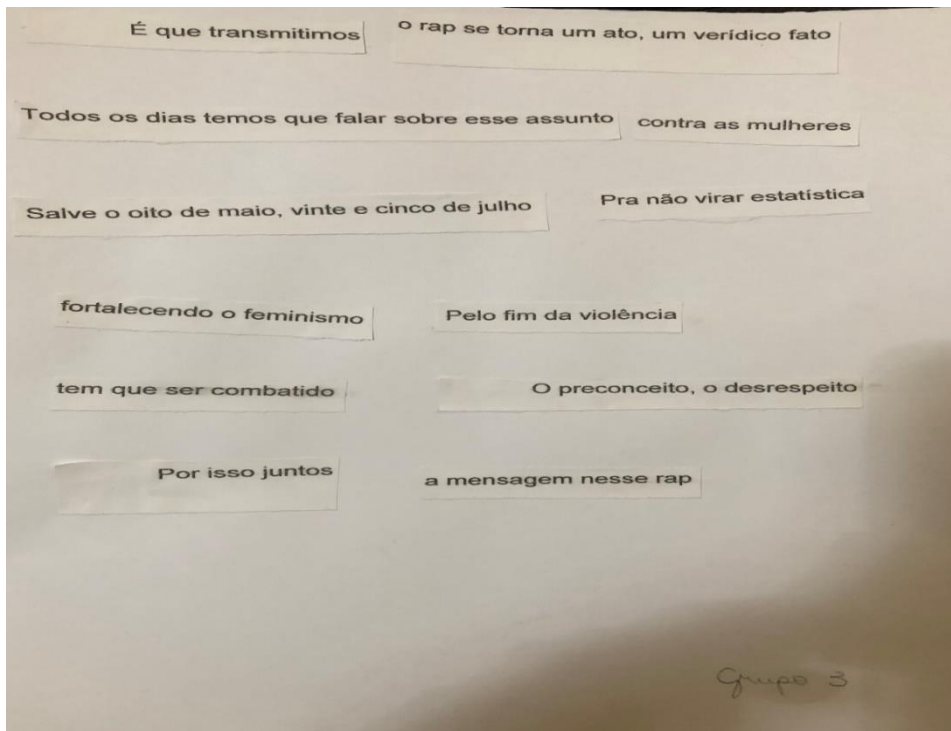 É que transmitimos o rap se torna um ato, um verídico fato
Todos os dias temos que falar sobre esse assunto contra as mulheres
Salve o oito de maio, vinte e cinco de julho Pra não virar estatística
fortalecendo o feminismo Pelo fim da violência
tem que ser combatido O preconceito, o desrespeito
Por isso juntos a mensagem nesse rap
Grupo 3